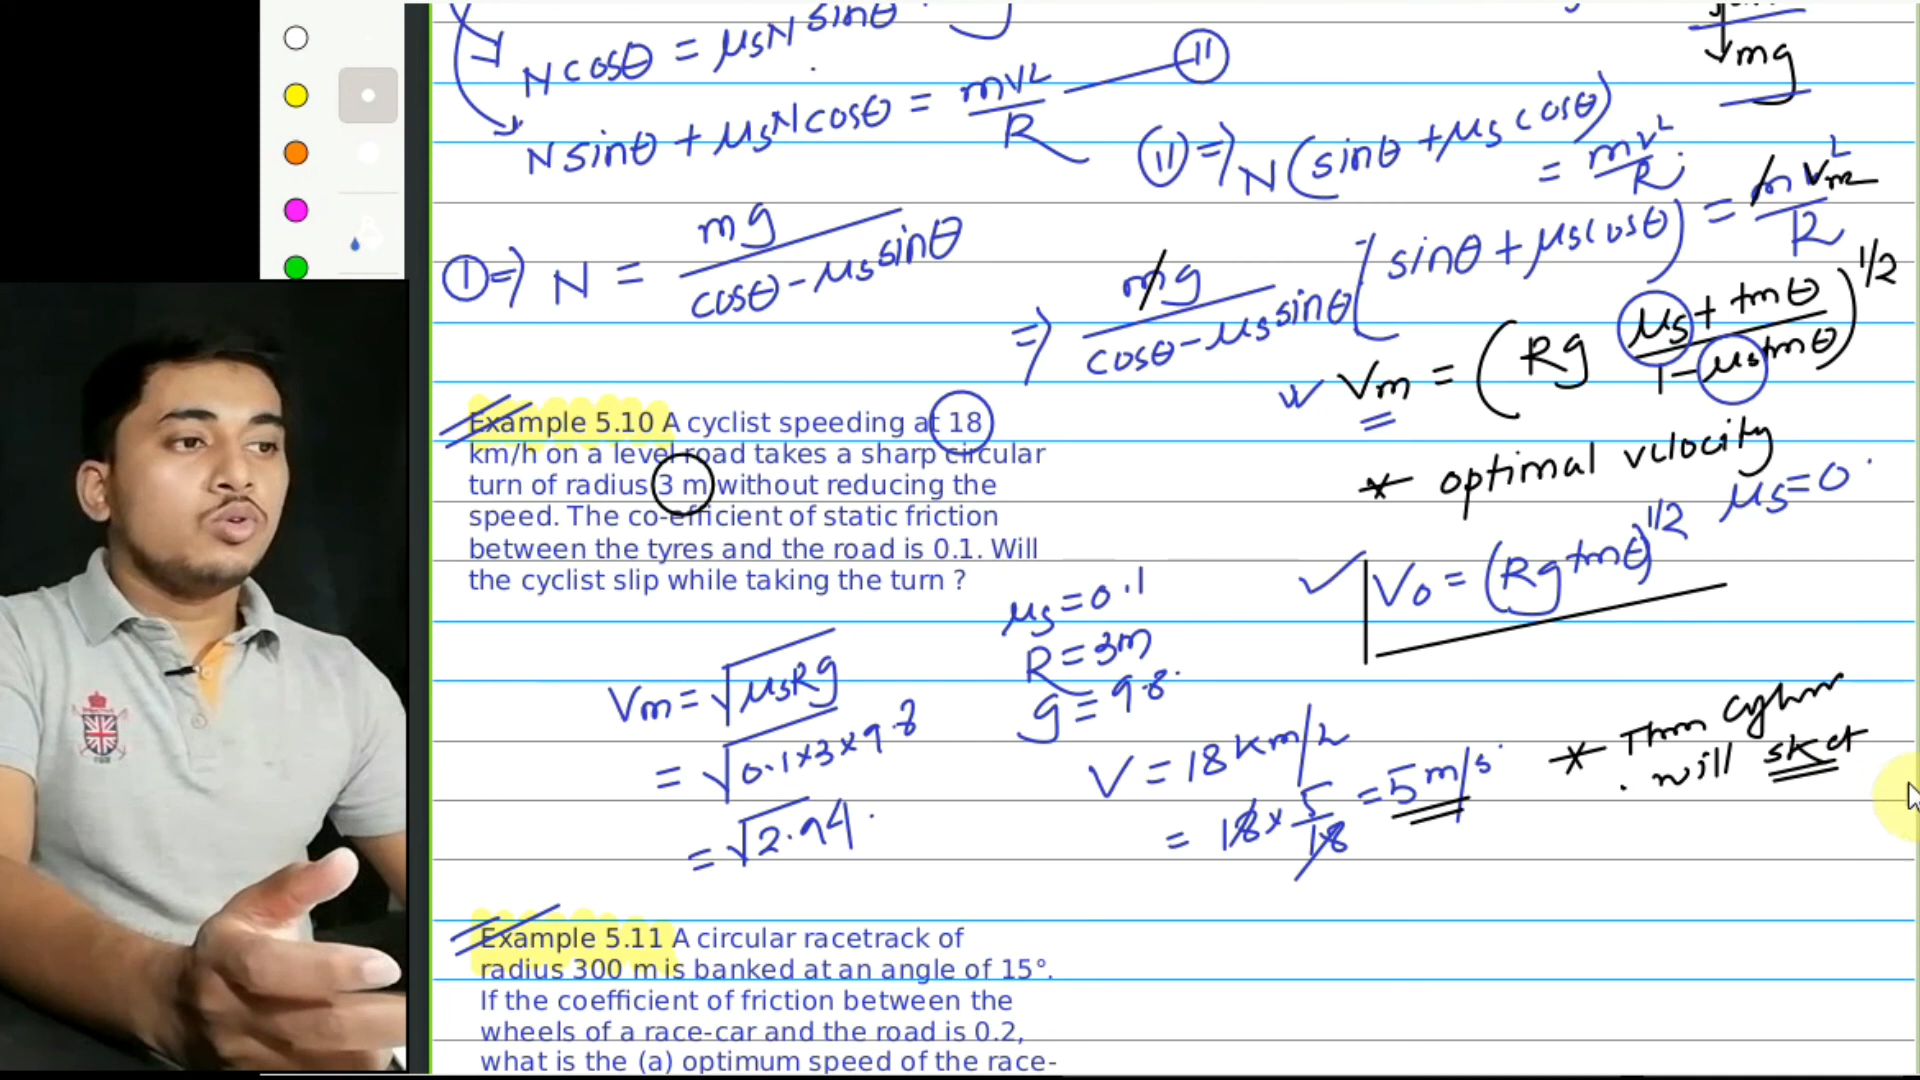 N cosθ = μsN sinθ
mg
N sinθ + μsN cosθ = mv²/R
II
II ⇒ N (sinθ + μs cosθ)
= mv²/R
I ⇒ N = mg/(cosθ - μs sinθ)
⇒ mg/(cosθ - μs sinθ) [sinθ + μs cosθ] = m Vm²/R
Vm = (Rg (μs + tanθ)/(1 - μs tanθ))^1/2
Example 5.10 A cyclist speeding at 18
km/h on a level road takes a sharp circular
turn of radius 3 m without reducing the
speed. The co-efficient of static friction
between the tyres and the road is 0.1. Will
the cyclist slip while taking the turn ?
* optimal velocity
μs = 0.
Vo = (Rg tanθ)^1/2
μs = 0.1
R = 3m
g = 9.8.
Vm = √μsRg
= √0.1×3×9.8
= √2.94.
V = 18 km/h
= 18 × 5/18 = 5 m/s.
* Then
will
Example 5.11 A circular racetrack of
radius 300 m is banked at an angle of 15°.
If the coefficient of friction between the
wheels of a race-car and the road is 0.2,
what is the (a) optimum speed of the race-